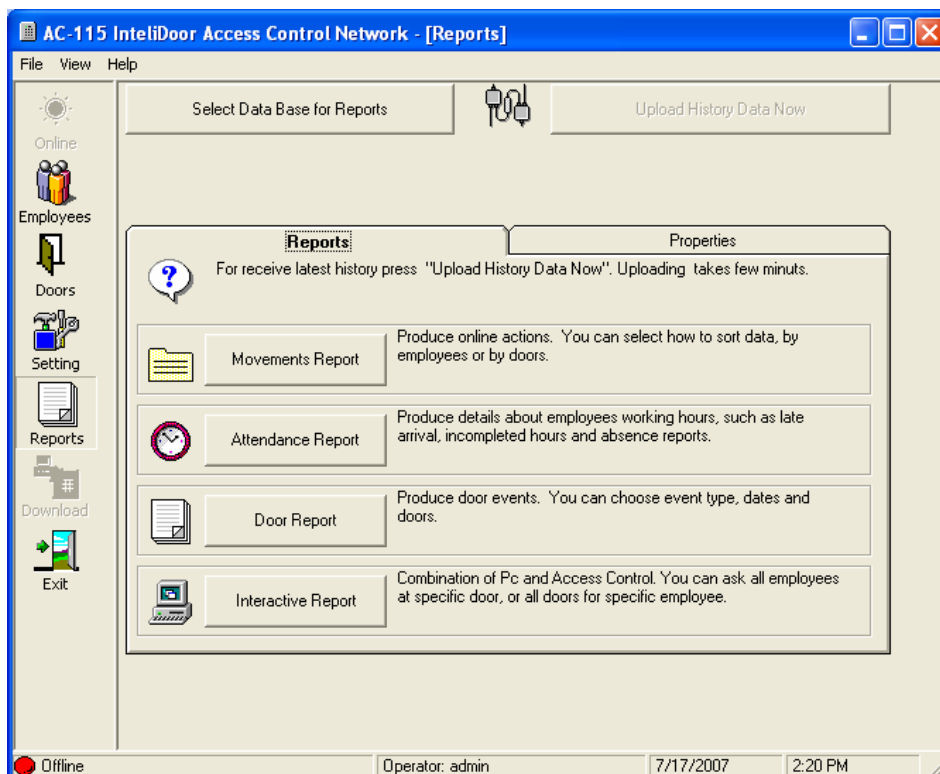 AC-115 InteliDoor Access Control Network - [Reports]
File View Help
Select Data Base for Reports
Upload History Data Now
Online
Employees
Doors
Setting
Reports
Download
Exit
Reports
Properties
For receive latest history press "Upload History Data Now". Uploading takes few minuts.
Movements Report
Produce online actions. You can select how to sort data, by
employees or by doors.
Attendance Report
Produce details about employees working hours, such as late
arrival, incompleted hours and absence reports.
Door Report
Produce door events. You can choose event type, dates and
doors.
Interactive Report
Combination of Pc and Access Control. You can ask all employees
at specific door, or all doors for specific employee.
Offline
Operator: admin
7/17/2007
2:20 PM